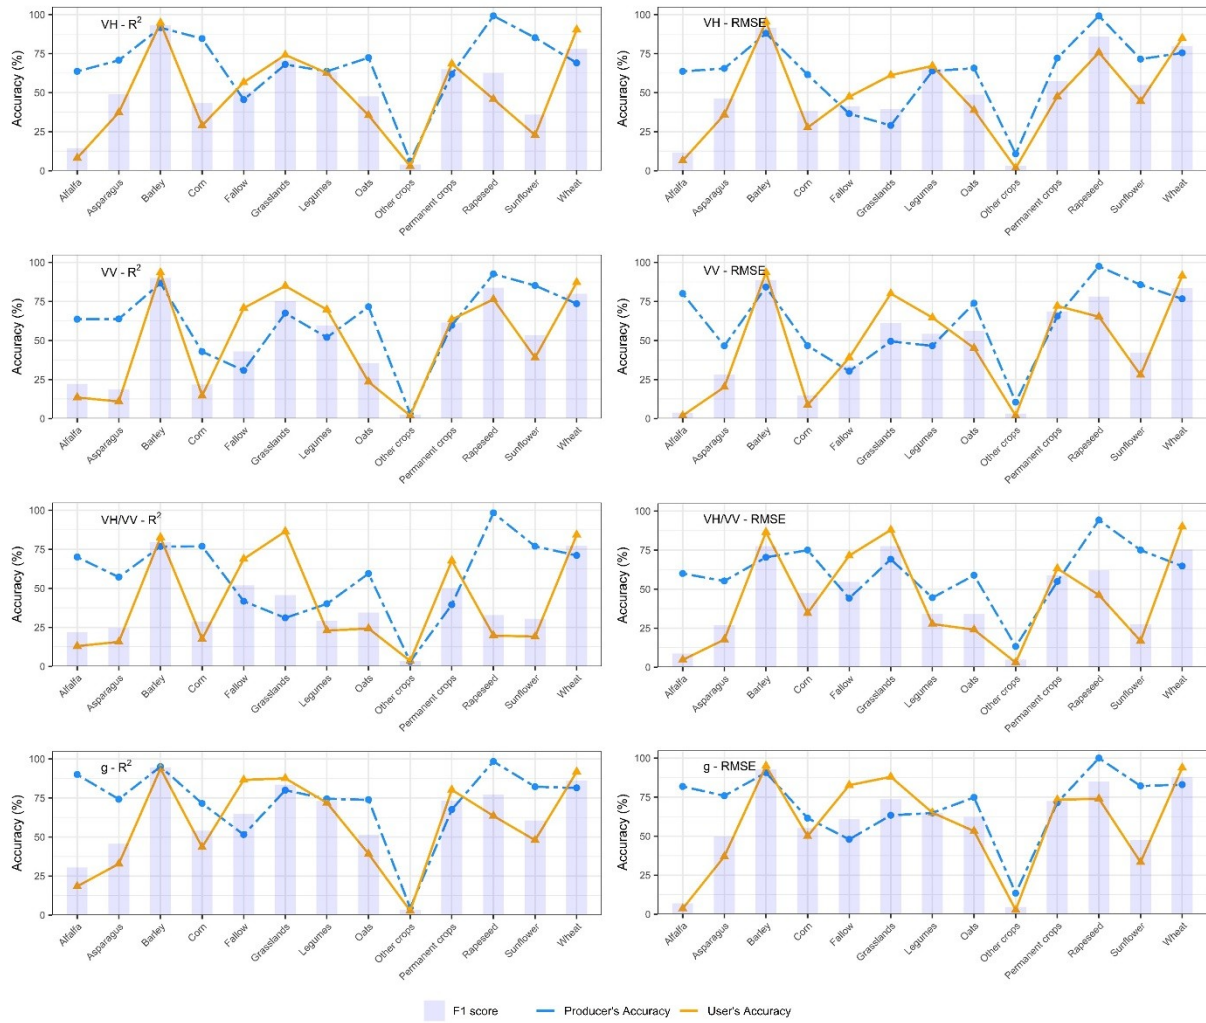 VH - R²
Accuracy (%)
100
75
50
25
0
Alfalfa
Asparagus
Barley
Corn
Fallow
Grasslands
Legumes
Oats
Other crops
Permanent crops
Rapeseed
Sunflower
Wheat
VH - RMSE
Accuracy (%)
100
75
50
25
0
Alfalfa
Asparagus
Barley
Corn
Fallow
Grasslands
Legumes
Oats
Other crops
Permanent crops
Rapeseed
Sunflower
Wheat
VV - R²
Accuracy (%)
100
75
50
25
0
Alfalfa
Asparagus
Barley
Corn
Fallow
Grasslands
Legumes
Oats
Other crops
Permanent crops
Rapeseed
Sunflower
Wheat
VV - RMSE
Accuracy (%)
100
75
50
25
0
Alfalfa
Asparagus
Barley
Corn
Fallow
Grasslands
Legumes
Oats
Other crops
Permanent crops
Rapeseed
Sunflower
Wheat
VH/VV - R²
Accuracy (%)
100
75
50
25
0
Alfalfa
Asparagus
Barley
Corn
Fallow
Grasslands
Legumes
Oats
Other crops
Permanent crops
Rapeseed
Sunflower
Wheat
VH/VV - RMSE
Accuracy (%)
100
75
50
25
0
Alfalfa
Asparagus
Barley
Corn
Fallow
Grasslands
Legumes
Oats
Other crops
Permanent crops
Rapeseed
Sunflower
Wheat
g - R²
Accuracy (%)
100
75
50
25
0
Alfalfa
Asparagus
Barley
Corn
Fallow
Grasslands
Legumes
Oats
Other crops
Permanent crops
Rapeseed
Sunflower
Wheat
g - RMSE
Accuracy (%)
100
75
50
25
0
Alfalfa
Asparagus
Barley
Corn
Fallow
Grasslands
Legumes
Oats
Other crops
Permanent crops
Rapeseed
Sunflower
Wheat
F1 score Producer's Accuracy User's Accuracy